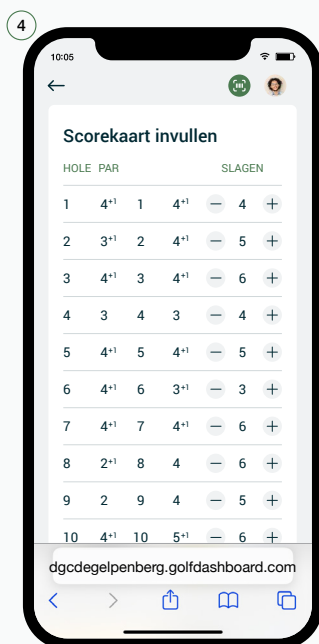 4
10:05
Scorekaart invullen
HOLE PAR SLAGEN
1 4+1 1 4+1 — 4 +
2 3+1 2 4+1 — 5 +
3 4+1 3 4+1 — 6 +
4 3 4 3 — 4 +
5 4+1 5 4+1 — 5 +
6 4+1 6 3+1 — 3 +
7 4+1 7 4+1 — 6 +
8 2+1 8 4 — 6 +
9 2 9 4 — 5 +
10 4+1 10 5+1 — 6 +
dgcdegelpenberg.golfdashboard.com